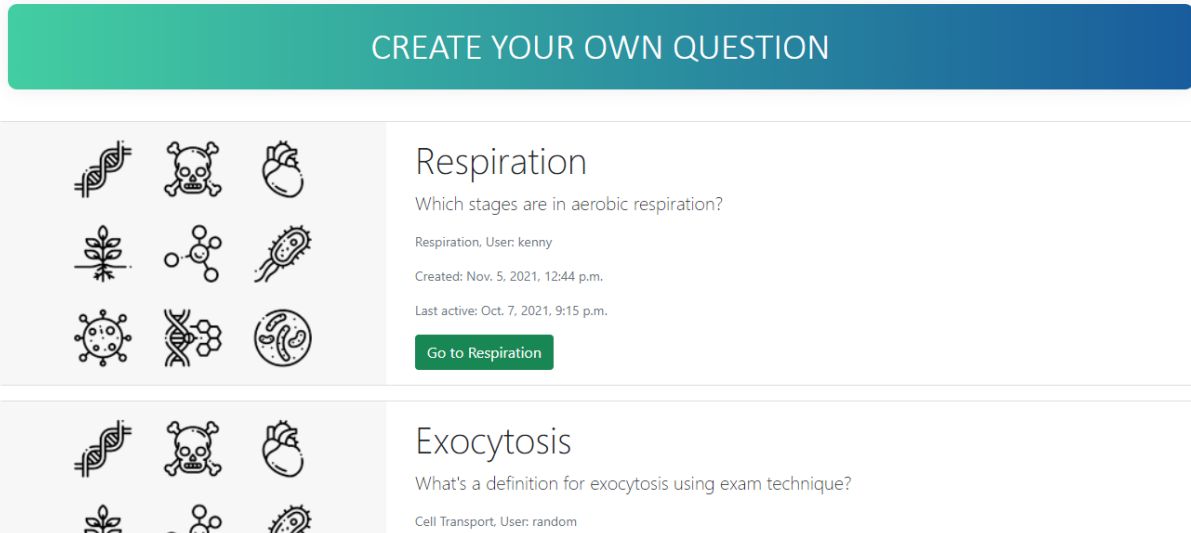 CREATE YOUR OWN QUESTION
Respiration
Which stages are in aerobic respiration?
Respiration, User: kenny
Created: Nov. 5, 2021, 12:44 p.m.
Last active: Oct. 7, 2021, 9:15 p.m.
Go to Respiration
Exocytosis
What's a definition for exocytosis using exam technique?
Cell Transport, User: random